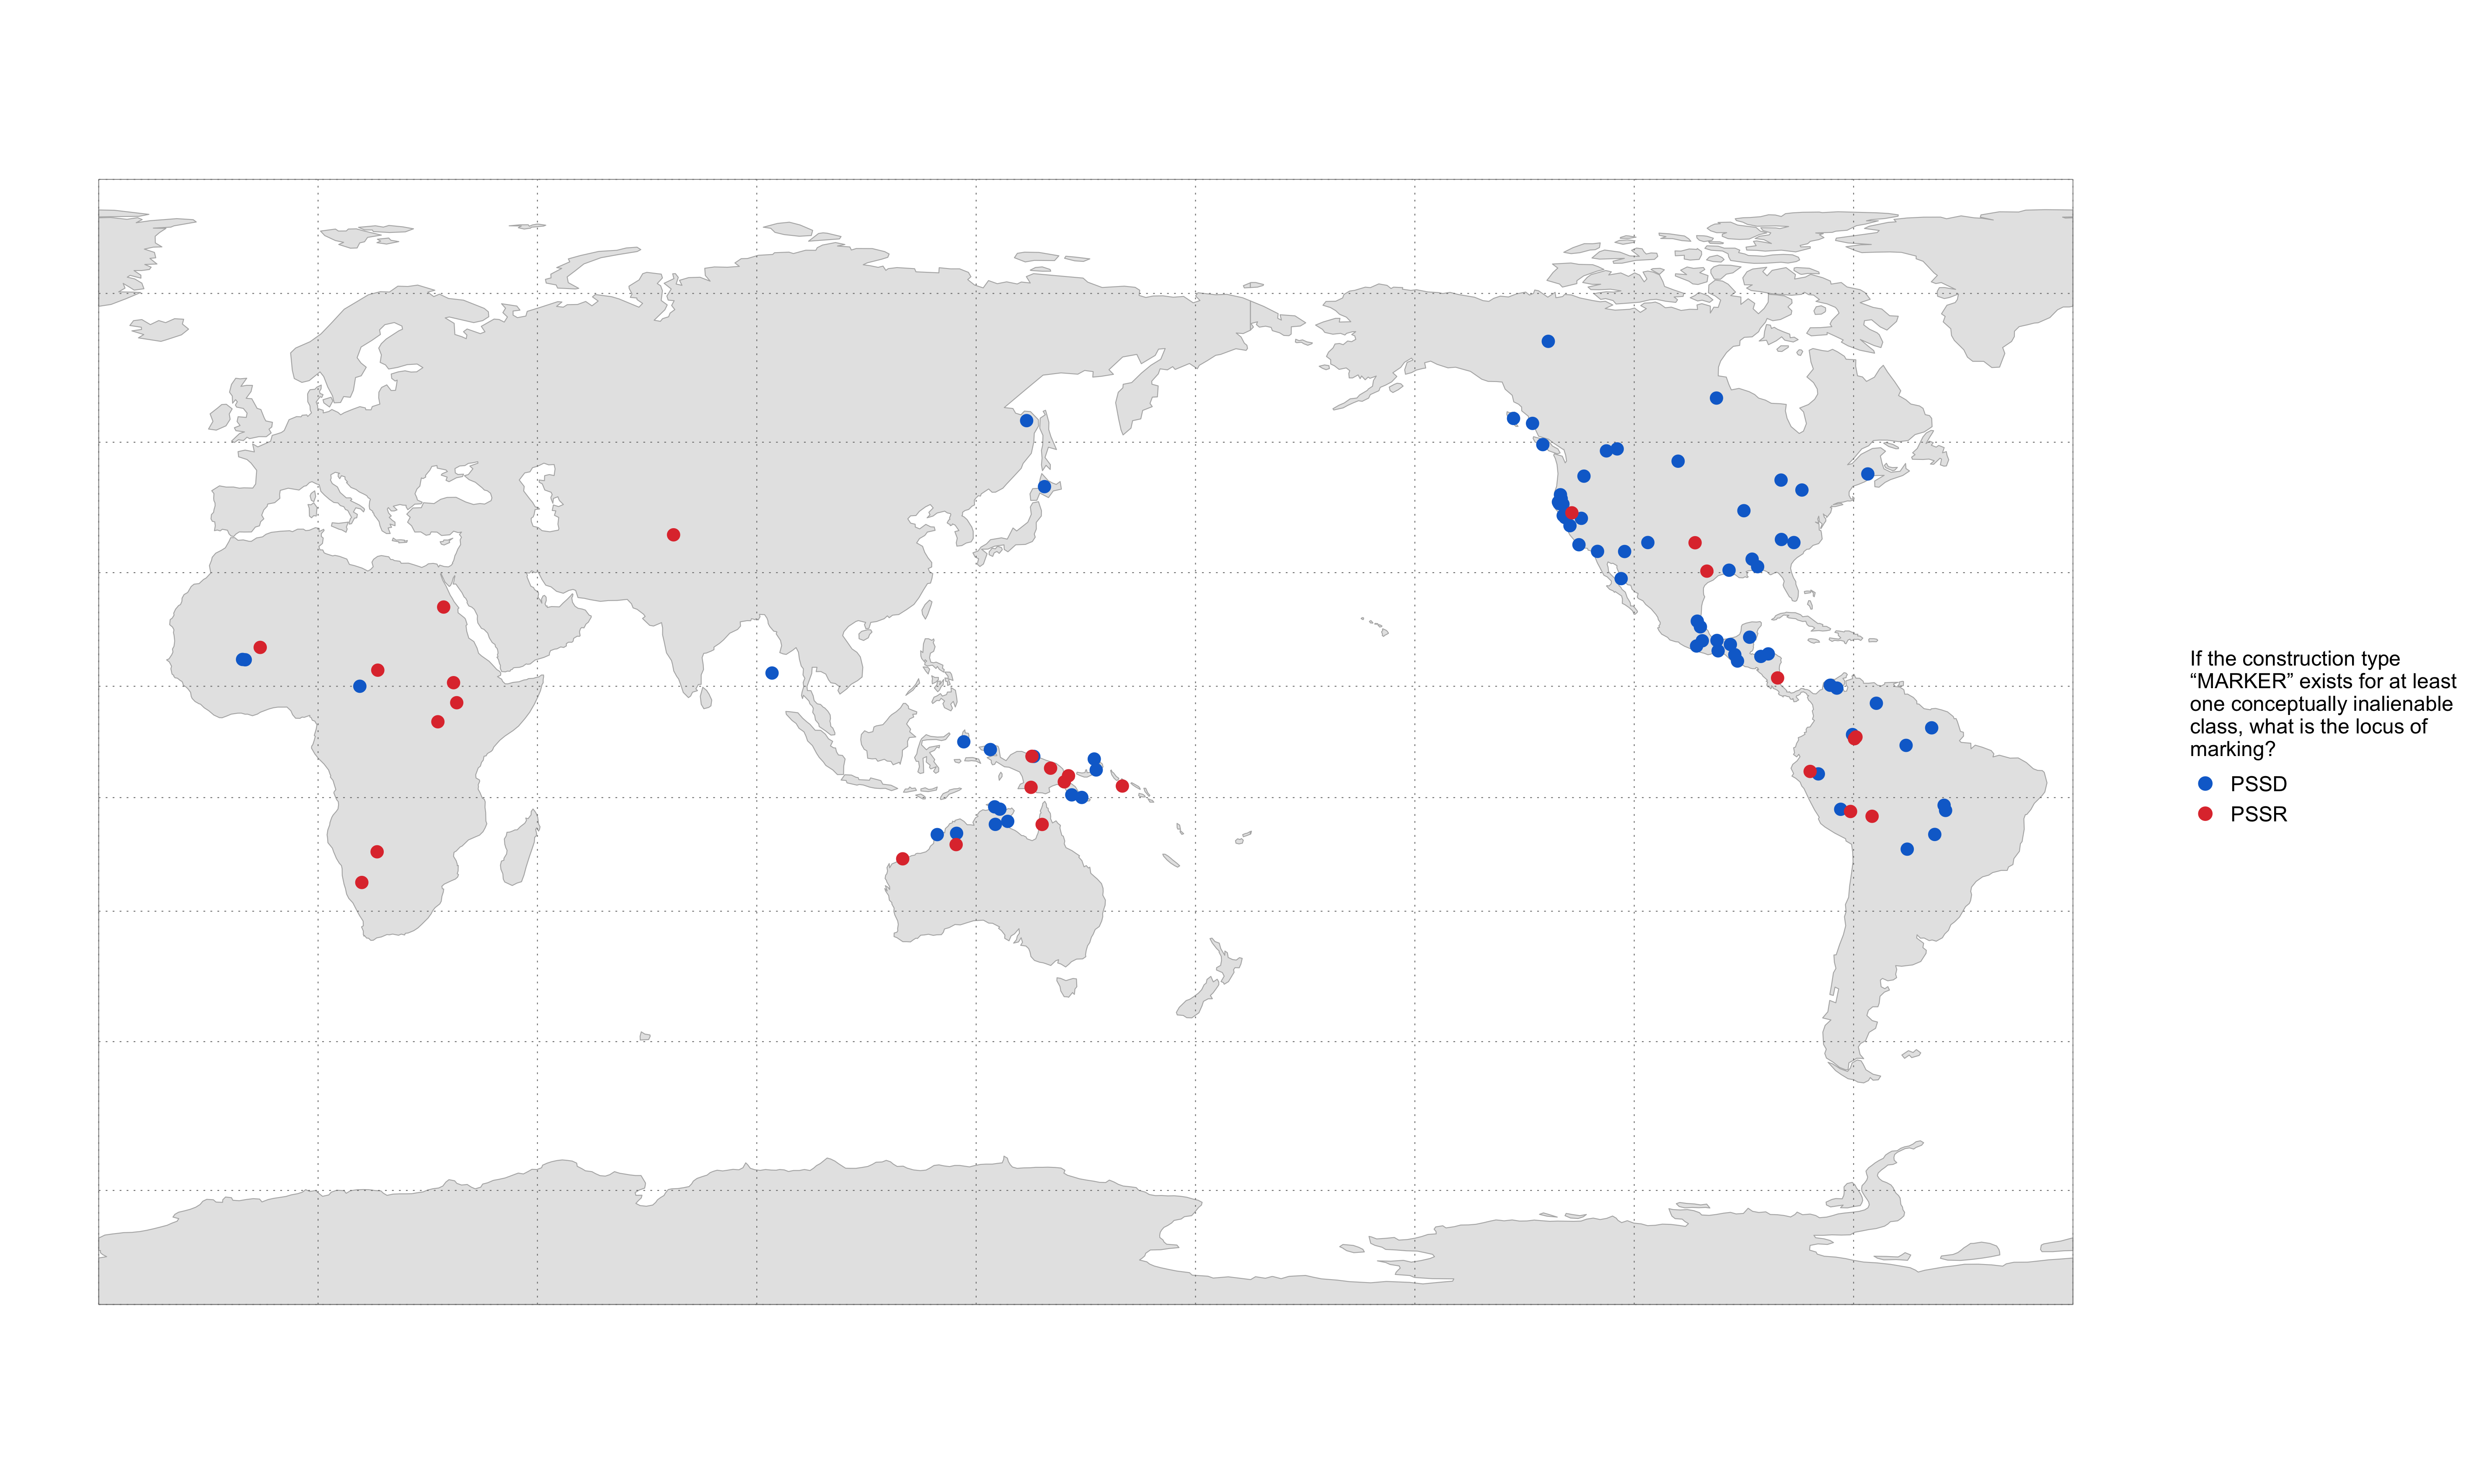 If the construction type
“MARKER” exists for at least
one conceptually inalienable
class, what is the locus of
marking?
PSSD
PSSR